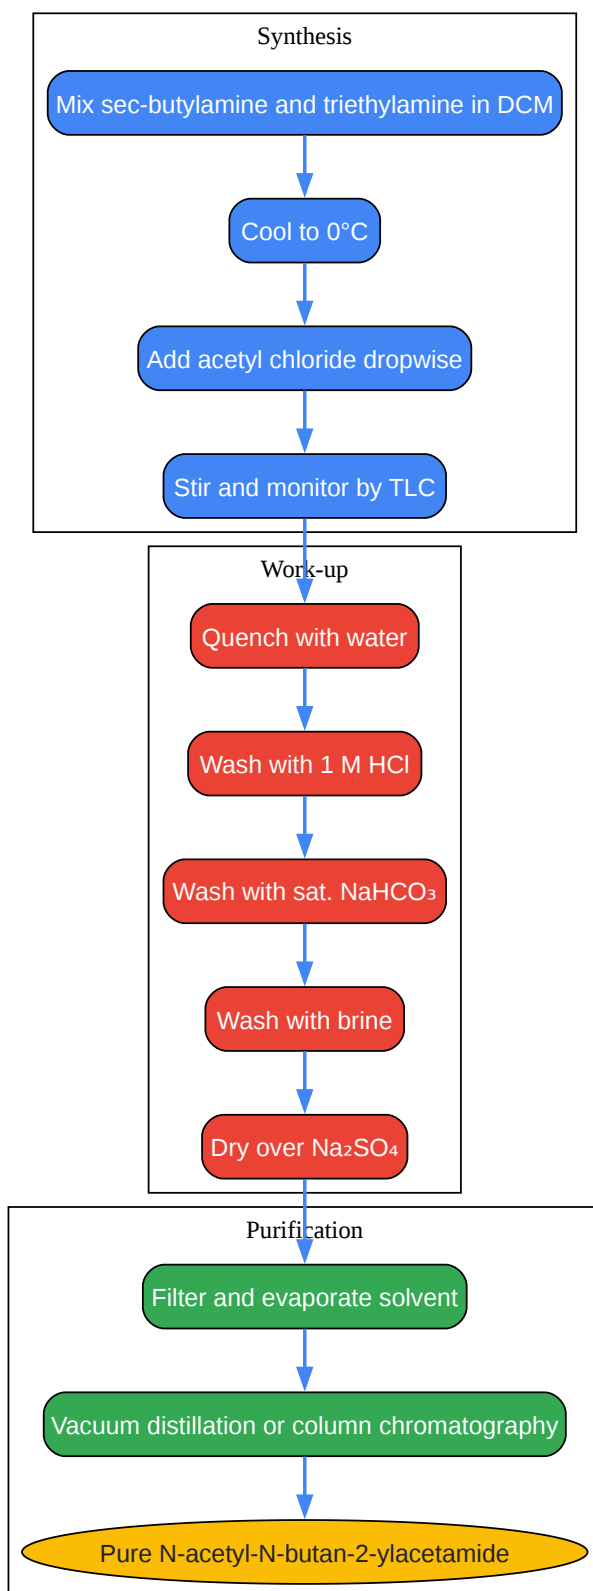 Synthesis
Mix sec-butylamine and triethylamine in DCM
Cool to 0°C
Add acetyl chloride dropwise
Stir and monitor by TLC
Work-up
Quench with water
Wash with 1 M HCl
Wash with sat. NaHCO₃
Wash with brine
Dry over Na₂SO₄
Purification
Filter and evaporate solvent
Vacuum distillation or column chromatography
Pure N-acetyl-N-butan-2-ylacetamide